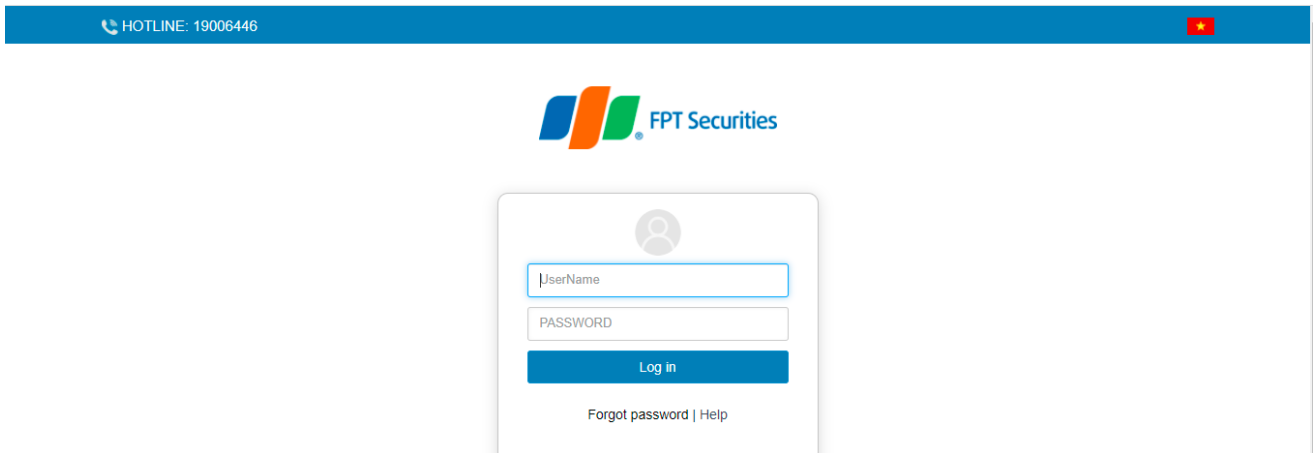 HOTLINE: 19006446
FPT Securities
®
UserName
PASSWORD
Log in
Forgot password | Help